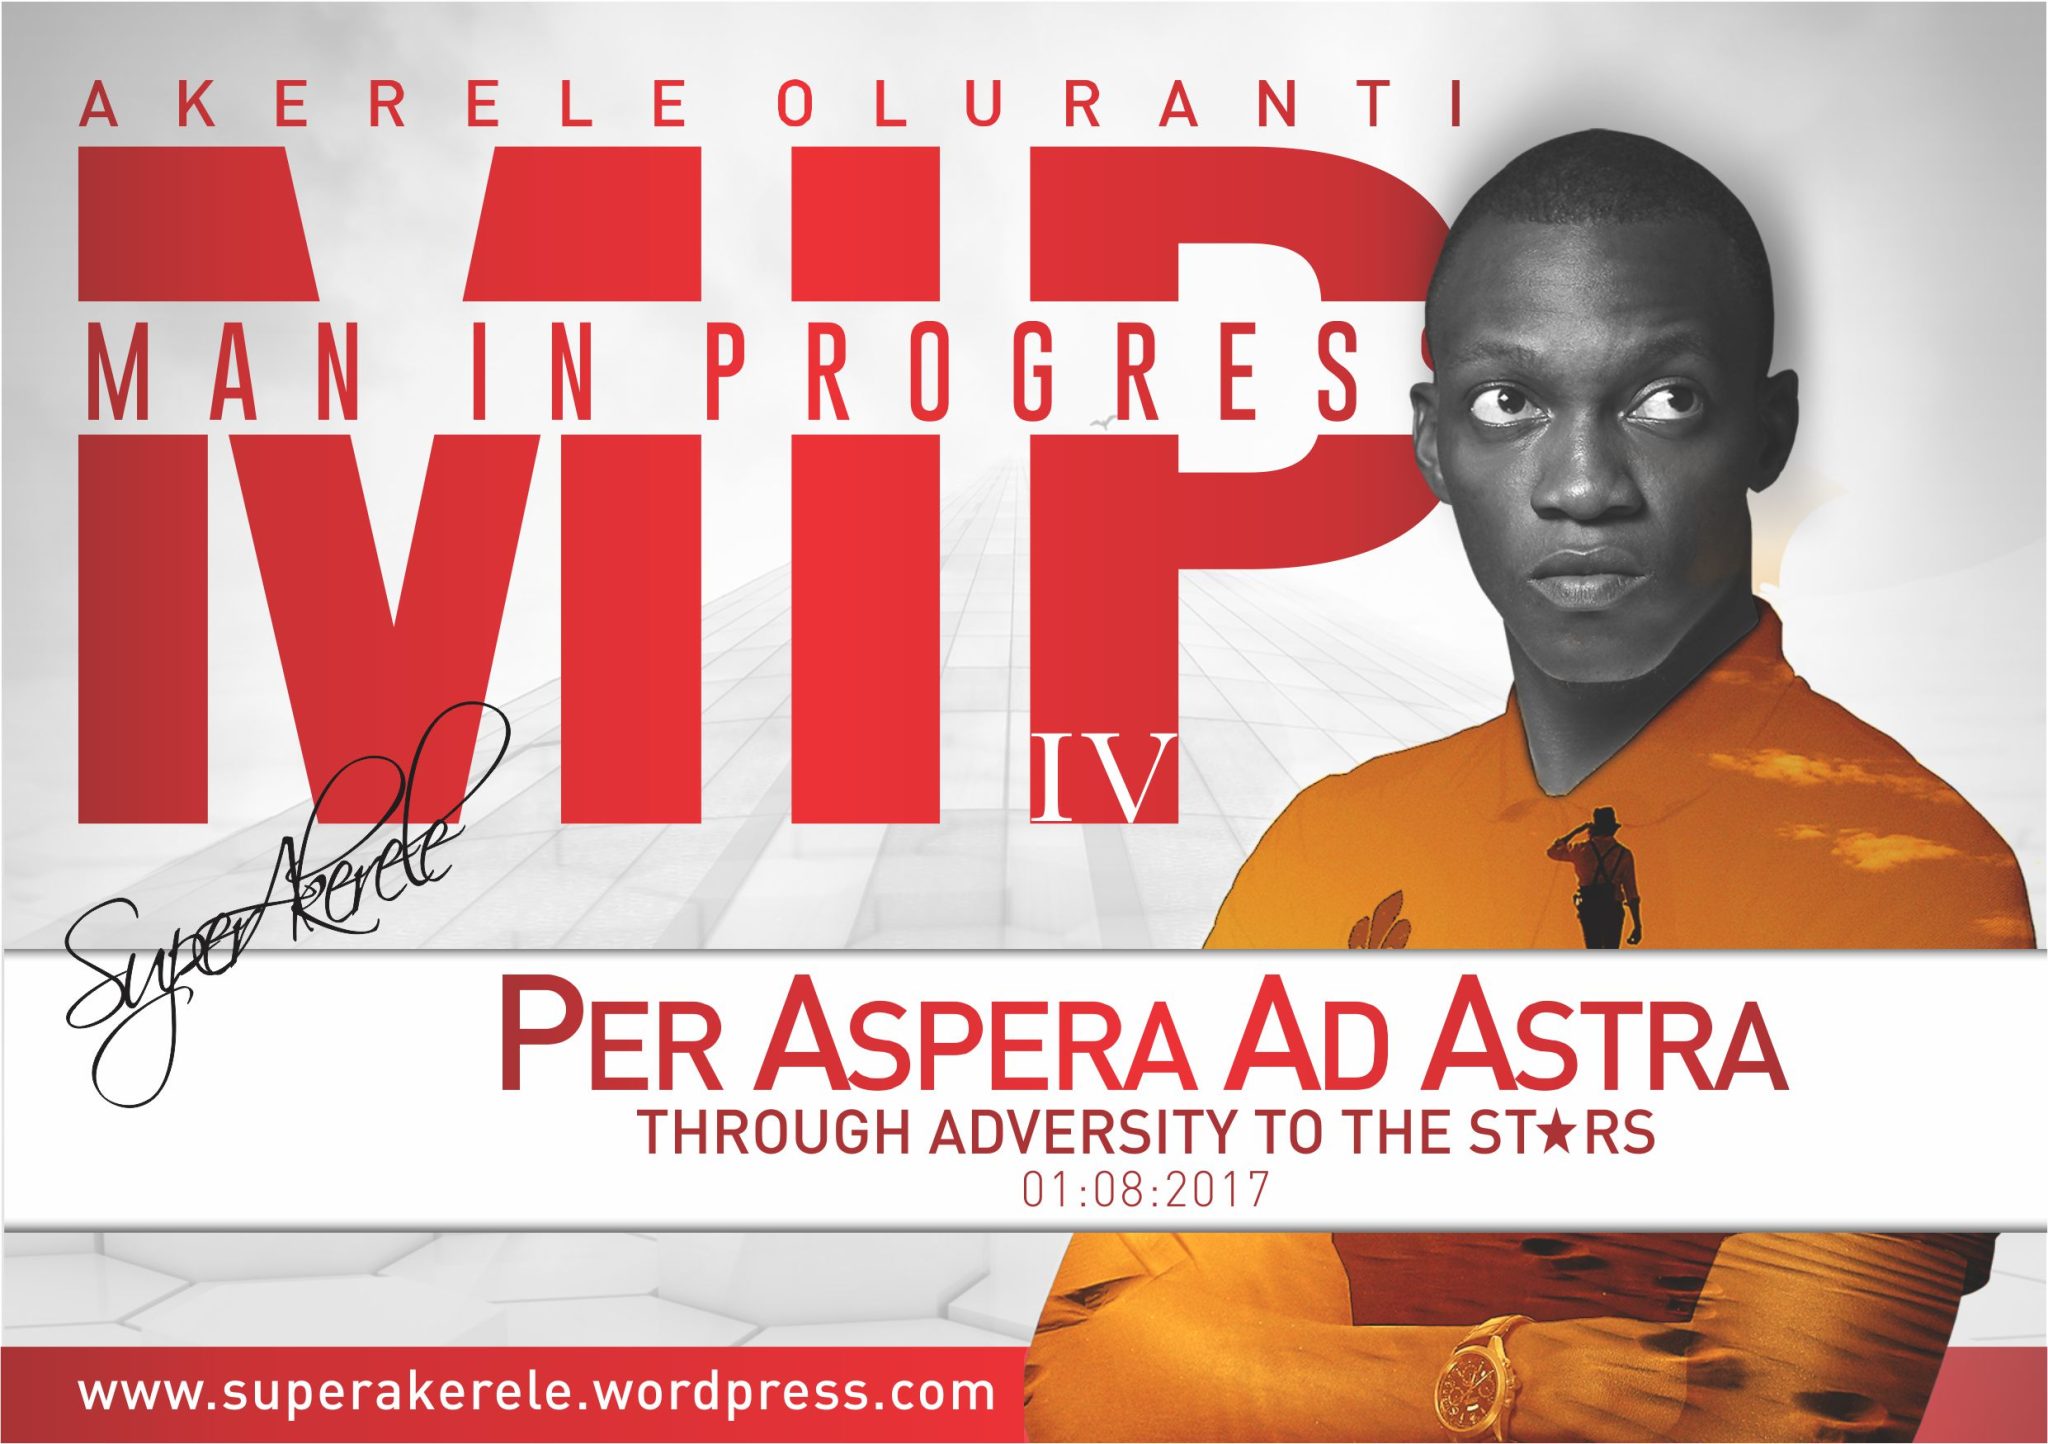 AKERELE OLURANTI
MIP
MAN IN PROGRESS
IV
SuperAkerele
PER ASPERA AD ASTRA
THROUGH ADVERSITY TO THE ST★RS
01:08:2017
www.superakerele.wordpress.com